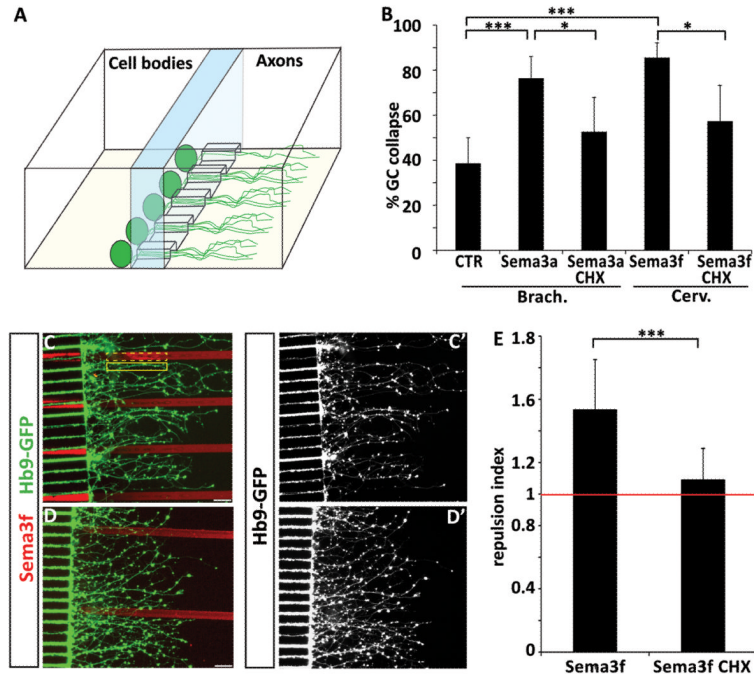 A
Cell bodies
Axons
B
% GC collapse
100
80
60
40
20
0
***
***
*
*
CTR
Sema3a
Sema3a
CHX
Sema3f
Sema3f
CHX
Brach.
Cerv.
Sema3f Hb9-GFP
C
D
Hb9-GFP
C'
D'
E
repulsion index
1.8
1.6
1.2
1
0.8
0.4
0
***
Sema3f
Sema3f CHX